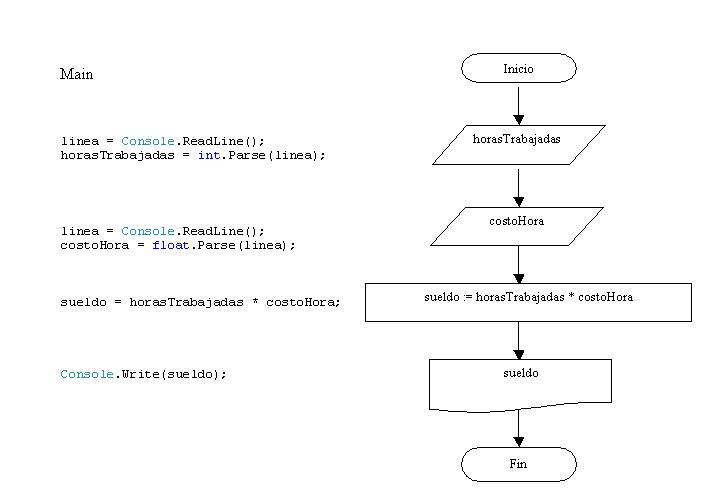 Main
linea = Console.ReadLine();
horasTrabajadas = int.Parse(linea);
linea = Console.ReadLine();
costoHora = float.Parse(linea);
sueldo = horasTrabajadas * costoHora;
Console.Write(sueldo);
Inicio
horasTrabajadas
costoHora
sueldo := horasTrabajadas * costoHora
sueldo
Fin